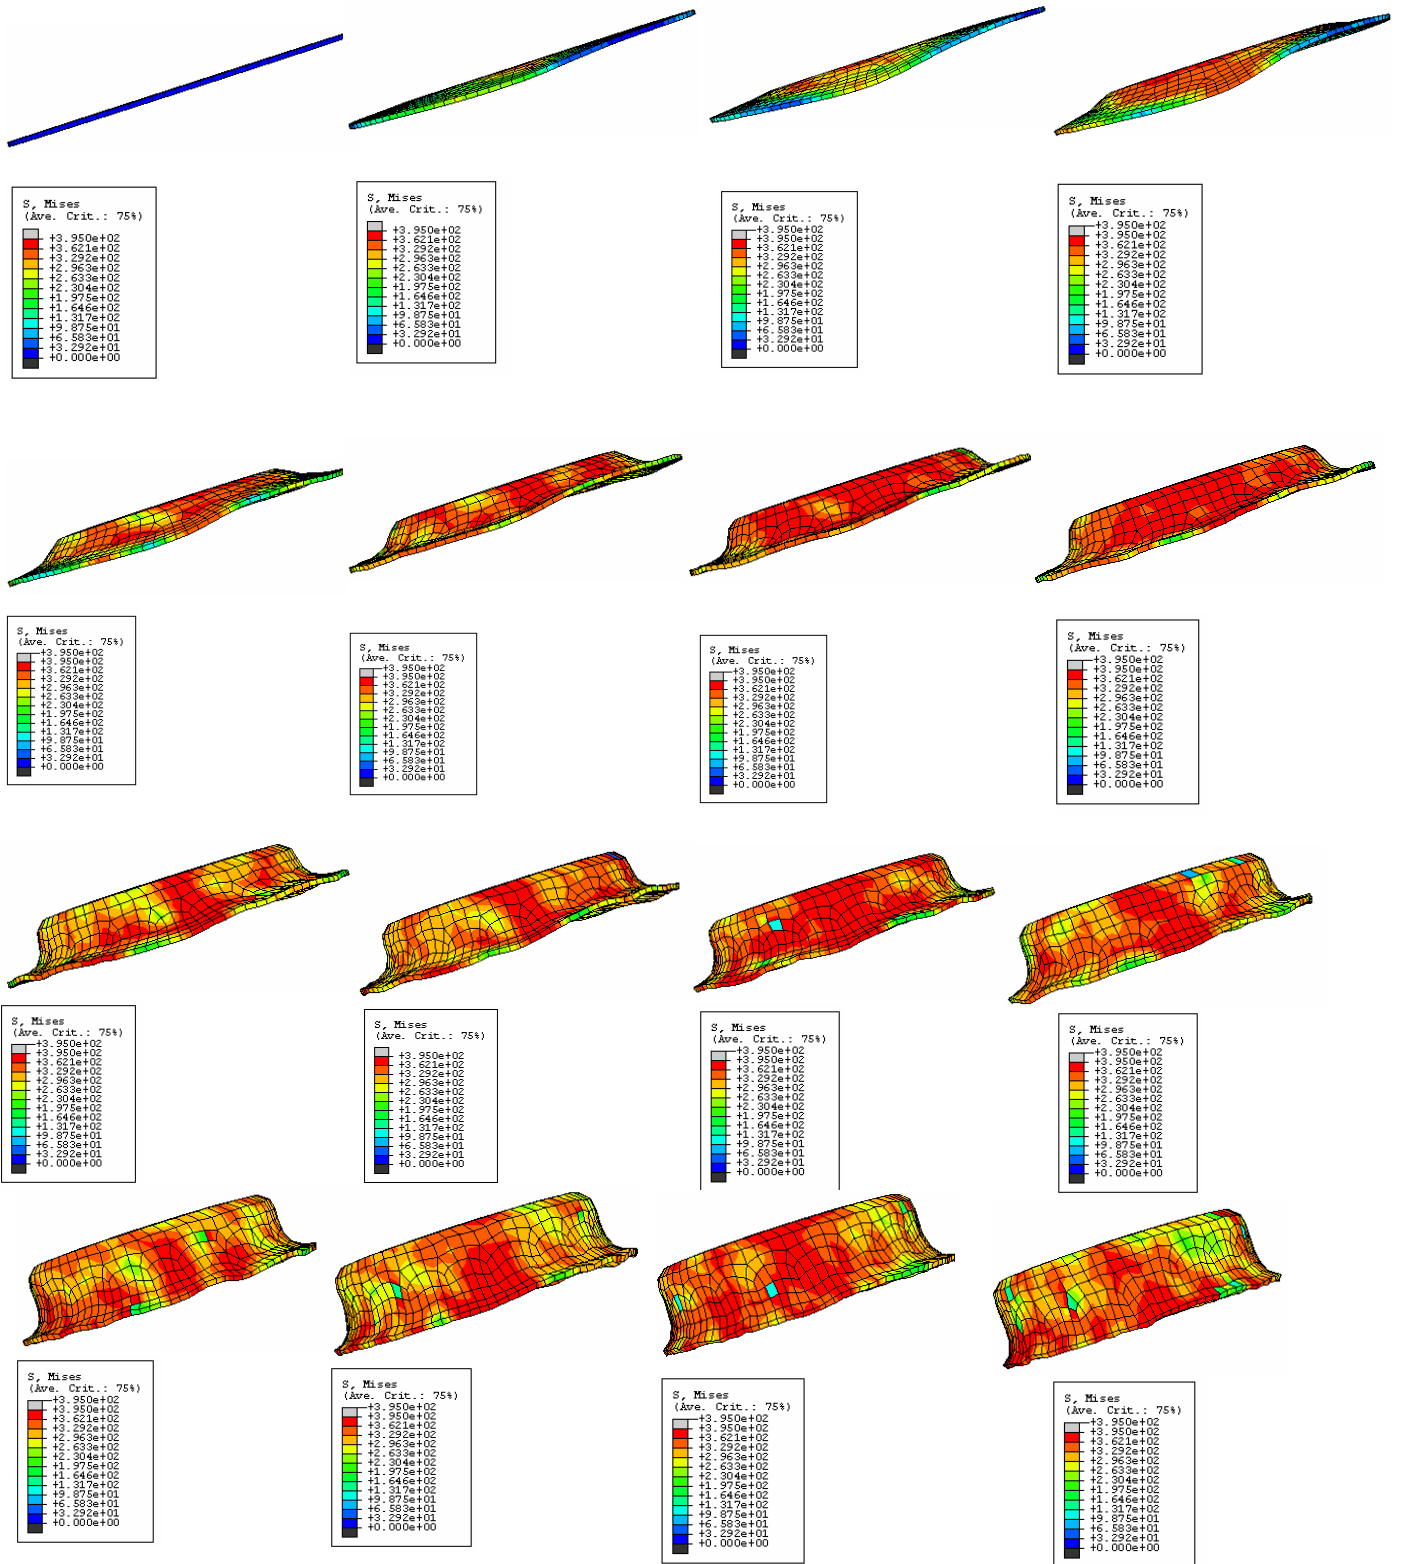 S, Mises
(Ave. Crit.: 75%)
+3.950e+02
+3.621e+02
+3.292e+02
+2.963e+02
+2.633e+02
+2.304e+02
+1.975e+02
+1.646e+02
+1.317e+02
+9.875e+01
+6.583e+01
+3.292e+01
+0.000e+00
S, Mises
(Ave. Crit.: 75%)
+3.950e+02
+3.621e+02
+3.292e+02
+2.963e+02
+2.633e+02
+2.304e+02
+1.975e+02
+1.646e+02
+1.317e+02
+9.875e+01
+6.583e+01
+3.292e+01
+0.000e+00
S, Mises
(Ave. Crit.: 75%)
+3.950e+02
+3.950e+02
+3.621e+02
+3.292e+02
+2.963e+02
+2.633e+02
+2.304e+02
+1.975e+02
+1.646e+02
+1.317e+02
+9.875e+01
+6.583e+01
+3.292e+01
+0.000e+00
S, Mises
(Ave. Crit.: 75%)
+3.950e+02
+3.950e+02
+3.621e+02
+3.292e+02
+2.963e+02
+2.633e+02
+2.304e+02
+1.975e+02
+1.646e+02
+1.317e+02
+9.875e+01
+6.583e+01
+3.292e+01
+0.000e+00
S, Mises
(Ave. Crit.: 75%)
+3.950e+02
+3.950e+02
+3.621e+02
+3.292e+02
+2.963e+02
+2.633e+02
+2.304e+02
+1.975e+02
+1.646e+02
+1.317e+02
+9.875e+01
+6.583e+01
+3.292e+01
+0.000e+00
S, Mises
(Ave. Crit.: 75%)
+3.950e+02
+3.950e+02
+3.621e+02
+3.292e+02
+2.963e+02
+2.633e+02
+2.304e+02
+1.975e+02
+1.646e+02
+1.317e+02
+9.875e+01
+6.583e+01
+3.292e+01
+0.000e+00
S, Mises
(Ave. Crit.: 75%)
+3.950e+02
+3.950e+02
+3.621e+02
+3.292e+02
+2.963e+02
+2.633e+02
+2.304e+02
+1.975e+02
+1.646e+02
+1.317e+02
+9.875e+01
+6.583e+01
+3.292e+01
+0.000e+00
S, Mises
(Ave. Crit.: 75%)
+3.950e+02
+3.950e+02
+3.621e+02
+3.292e+02
+2.963e+02
+2.633e+02
+2.304e+02
+1.975e+02
+1.646e+02
+1.317e+02
+9.875e+01
+6.583e+01
+3.292e+01
+0.000e+00
S, Mises
(Ave. Crit.: 75%)
+3.950e+02
+3.950e+02
+3.621e+02
+3.292e+02
+2.963e+02
+2.633e+02
+2.304e+02
+1.975e+02
+1.646e+02
+1.317e+02
+9.875e+01
+6.583e+01
+3.292e+01
+0.000e+00
S, Mises
(Ave. Crit.: 75%)
+3.950e+02
+3.621e+02
+3.292e+02
+2.963e+02
+2.633e+02
+2.304e+02
+1.975e+02
+1.646e+02
+1.317e+02
+9.875e+01
+6.583e+01
+3.292e+01
+0.000e+00
S, Mises
(Ave. Crit.: 75%)
+3.950e+02
+3.950e+02
+3.621e+02
+3.292e+02
+2.963e+02
+2.633e+02
+2.304e+02
+1.975e+02
+1.646e+02
+1.317e+02
+9.875e+01
+6.583e+01
+3.292e+01
+0.000e+00
S, Mises
(Ave. Crit.: 75%)
+3.950e+02
+3.950e+02
+3.621e+02
+3.292e+02
+2.963e+02
+2.633e+02
+2.304e+02
+1.975e+02
+1.646e+02
+1.317e+02
+9.875e+01
+6.583e+01
+3.292e+01
+0.000e+00
S, Mises
(Ave. Crit.: 75%)
+3.950e+02
+3.950e+02
+3.621e+02
+3.292e+02
+2.963e+02
+2.633e+02
+2.304e+02
+1.975e+02
+1.646e+02
+1.317e+02
+9.875e+01
+6.583e+01
+3.292e+01
+0.000e+00
S, Mises
(Ave. Crit.: 75%)
+3.950e+02
+3.950e+02
+3.621e+02
+3.292e+02
+2.963e+02
+2.633e+02
+2.304e+02
+1.975e+02
+1.646e+02
+1.317e+02
+9.875e+01
+6.583e+01
+3.292e+01
+0.000e+00
S, Mises
(Ave. Crit.: 75%)
+3.950e+02
+3.950e+02
+3.621e+02
+3.292e+02
+2.963e+02
+2.633e+02
+2.304e+02
+1.975e+02
+1.646e+02
+1.317e+02
+9.875e+01
+6.583e+01
+3.292e+01
+0.000e+00
S, Mises
(Ave. Crit.: 75%)
+3.950e+02
+3.950e+02
+3.621e+02
+3.292e+02
+2.963e+02
+2.633e+02
+2.304e+02
+1.975e+02
+1.646e+02
+1.317e+02
+9.875e+01
+6.583e+01
+3.292e+01
+0.000e+00